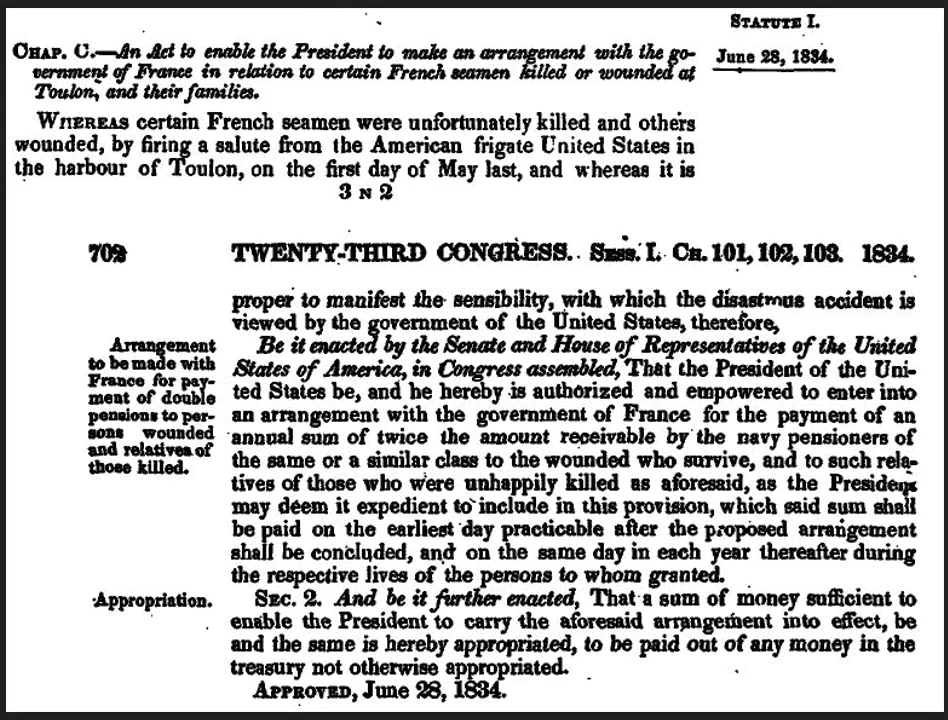 STATUTE I.
June 28, 1834.
CHAP. C.—An Act to enable the President to make an arrangement with the go-
vernment of France in relation to certain French seamen killed or wounded at
Toulon, and their families.
WHEREAS certain French seamen were unfortunately killed and others
wounded, by firing a salute from the American frigate United States in
the harbour of Toulon, on the first day of May last, and whereas it is
3 N 2
702 TWENTY-THIRD CONGRESS. SESS. I. CH. 101, 102, 103. 1834.
proper to manifest the sensibility, with which the disastrous accident is
viewed by the government of the United States, therefore,
Arrangement
to be made with
France for pay-
ment of double
pensions to per-
sons wounded
and relatives of
those killed.
Be it enacted by the Senate and House of Representatives of the United
States of America, in Congress assembled, That the President of the Uni-
ted States be, and he hereby is authorized and empowered to enter into
an arrangement with the government of France for the payment of an
annual sum of twice the amount receivable by the navy pensioners of
the same or a similar class to the wounded who survive, and to such rela-
tives of those who were unhappily killed as aforesaid, as the President
may deem it expedient to include in this provision, which said sum shall
be paid on the earliest day practicable after the proposed arrangement
shall be concluded, and on the same day in each year thereafter during
the respective lives of the persons to whom granted.
Appropriation.
SEC. 2. And be it further enacted, That a sum of money sufficient to
enable the President to carry the aforesaid arrangement into effect, be
and the same is hereby appropriated, to be paid out of any money in the
treasury not otherwise appropriated.
APPROVED, June 28, 1834.